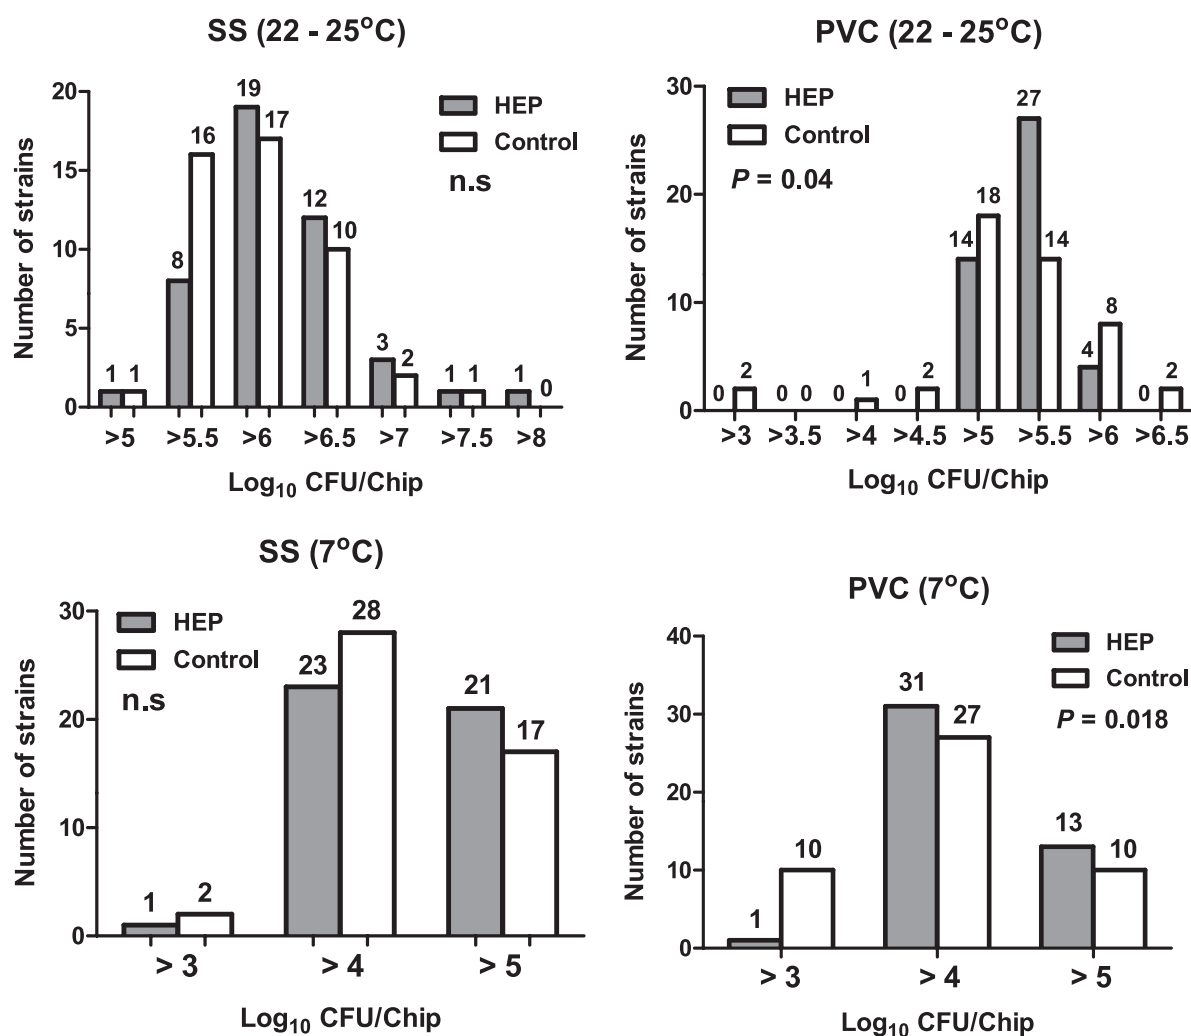 SS (22 - 25°C)
20
15
10
5
0
Number of strains
HEP
Control
n.s
1 1
8 16
19 17
12 10
3 2
1 1
1 0
>5 >5.5 >6 >6.5 >7 >7.5 >8
Log10 CFU/Chip
PVC (22 - 25°C)
30
20
10
0
Number of strains
HEP
Control
P = 0.04
0 2
0 0
0 1
0 2
14 18
27 14
4 8
0 2
>3 >3.5 >4 >4.5 >5 >5.5 >6 >6.5
Log10 CFU/Chip
SS (7°C)
30
20
10
0
Number of strains
HEP
Control
n.s
1 2
23 28
21 17
> 3 > 4 > 5
Log10 CFU/Chip
PVC (7°C)
40
30
20
10
0
Number of strains
HEP
Control
P = 0.018
1 10
31 27
13 10
> 3 > 4 > 5
Log10 CFU/Chip